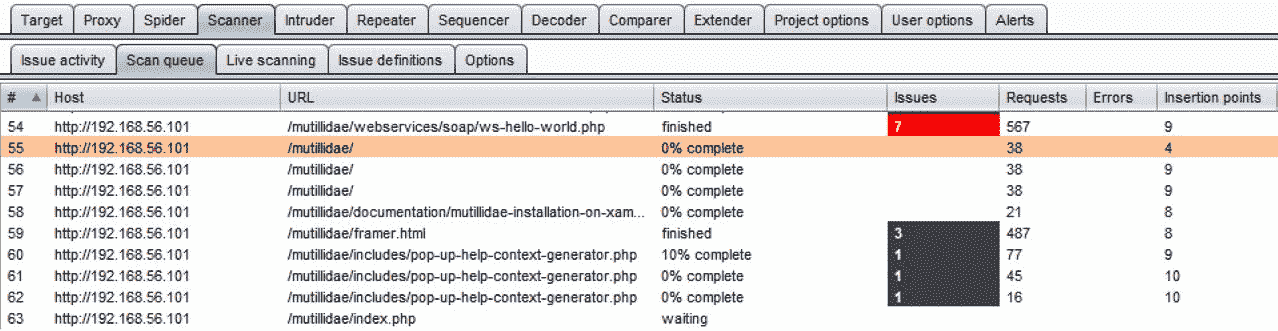 Target Proxy Spider Scanner Intruder Repeater Sequencer Decoder Comparer Extender Project options User options Alerts
Issue activity Scan queue Live scanning Issue definitions Options
# Host URL Status Issues Requests Errors Insertion points
54 http://192.168.56.101 /mutillidae/webservices/soap/ws-hello-world.php finished 7 567 9
55 http://192.168.56.101 /mutillidae/ 0% complete 38 4
56 http://192.168.56.101 /mutillidae/ 0% complete 38 9
57 http://192.168.56.101 /mutillidae/ 0% complete 38 9
58 http://192.168.56.101 /mutillidae/documentation/mutillidae-installation-on-xam... 0% complete 21 8
59 http://192.168.56.101 /mutillidae/framer.html finished 3 487 8
60 http://192.168.56.101 /mutillidae/includes/pop-up-help-context-generator.php 10% complete 1 77 9
61 http://192.168.56.101 /mutillidae/includes/pop-up-help-context-generator.php 0% complete 1 45 10
62 http://192.168.56.101 /mutillidae/includes/pop-up-help-context-generator.php 0% complete 1 16 10
63 http://192.168.56.101 /mutillidae/index.php waiting